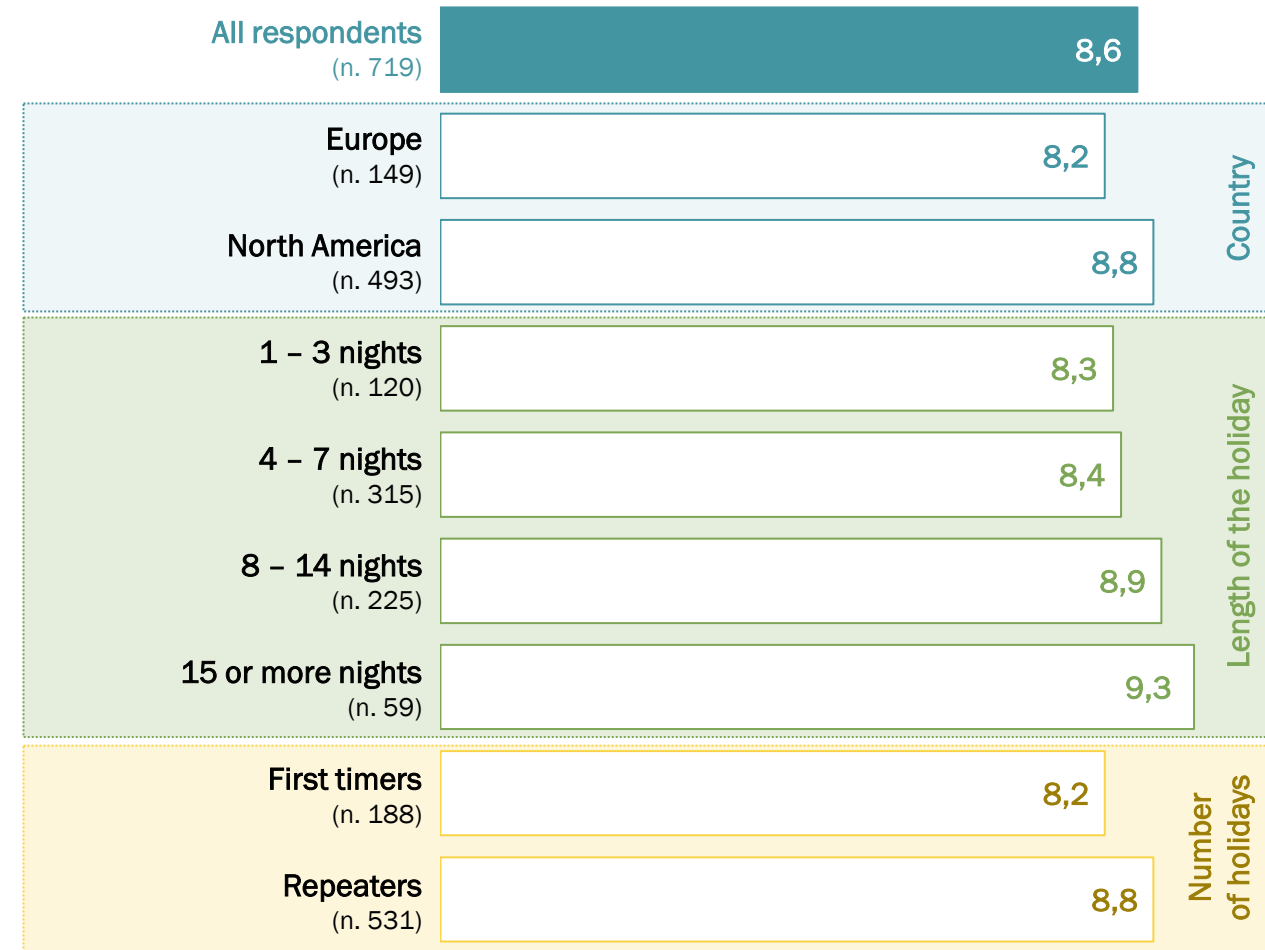 All respondents
(n. 719)
8,6
Europe
(n. 149)
8,2
North America
(n. 493)
8,8
Country
1 – 3 nights
(n. 120)
8,3
4 – 7 nights
(n. 315)
8,4
8 – 14 nights
(n. 225)
8,9
15 or more nights
(n. 59)
9,3
Length of the holiday
First timers
(n. 188)
8,2
Repeaters
(n. 531)
8,8
Number
of holidays